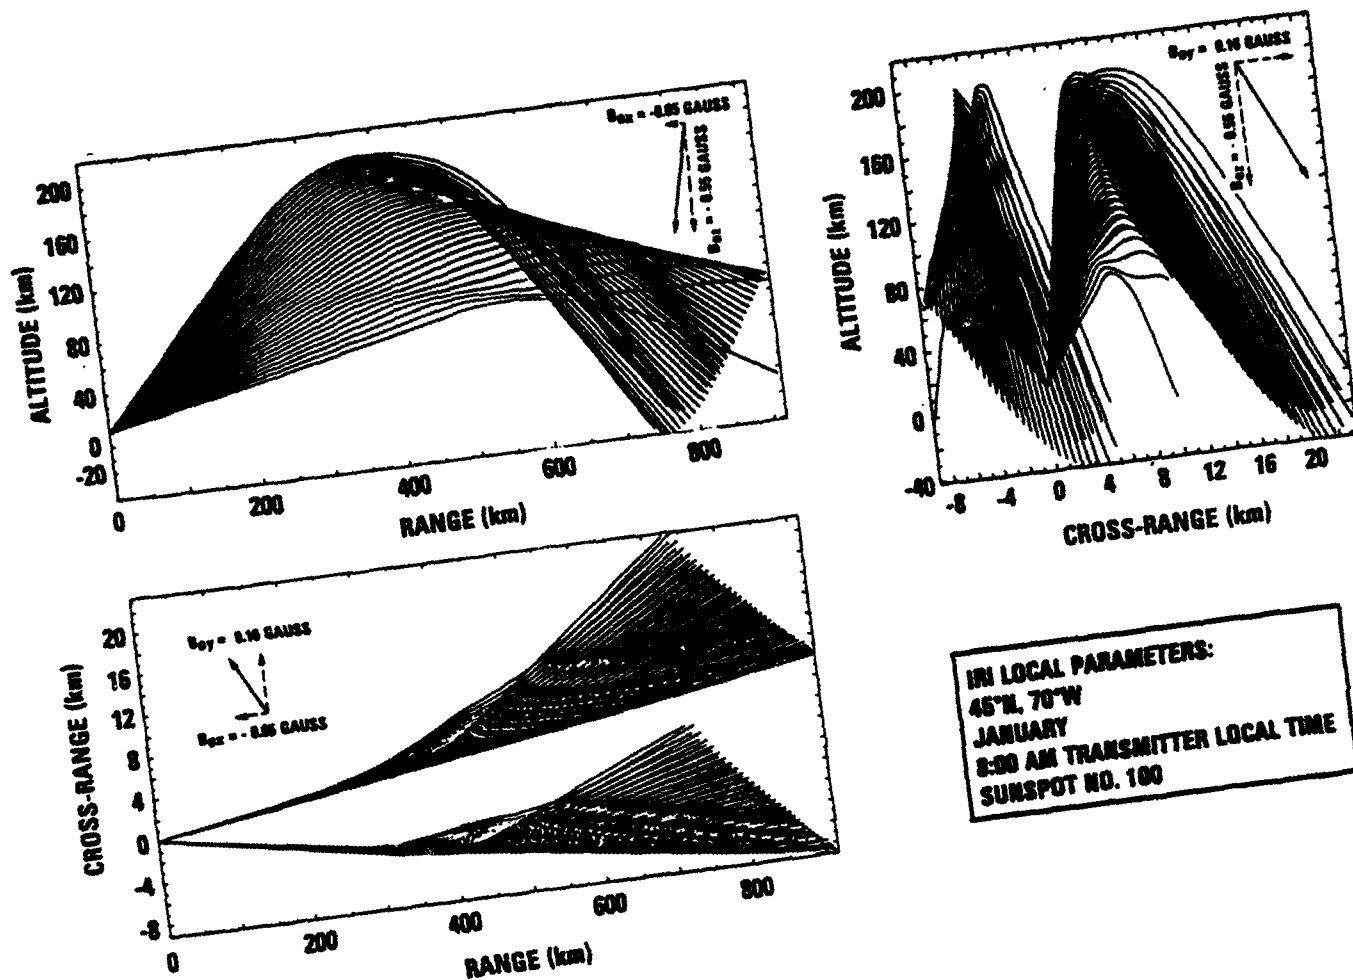 ALTITUDE (km)
200
160
120
80
40
0
-20
0
200
400
600
800
RANGE (km)
B0x = -0.05 GAUSS
B0z = - 0.55 GAUSS
ALTITUDE (km)
200
160
120
80
40
0
-40
-8
-4
0
4
8
12
16
20
CROSS-RANGE (km)
B0y = 0.16 GAUSS
B0z = - 0.55 GAUSS
CROSS-RANGE (km)
20
16
12
8
4
0
-4
-8
0
200
400
600
800
RANGE (km)
B0y = 0.16 GAUSS
B0x = - 0.05 GAUSS
IRI LOCAL PARAMETERS:
45°N, 70°W
JANUARY
8:00 AM TRANSMITTER LOCAL TIME
SUNSPOT NO. 100